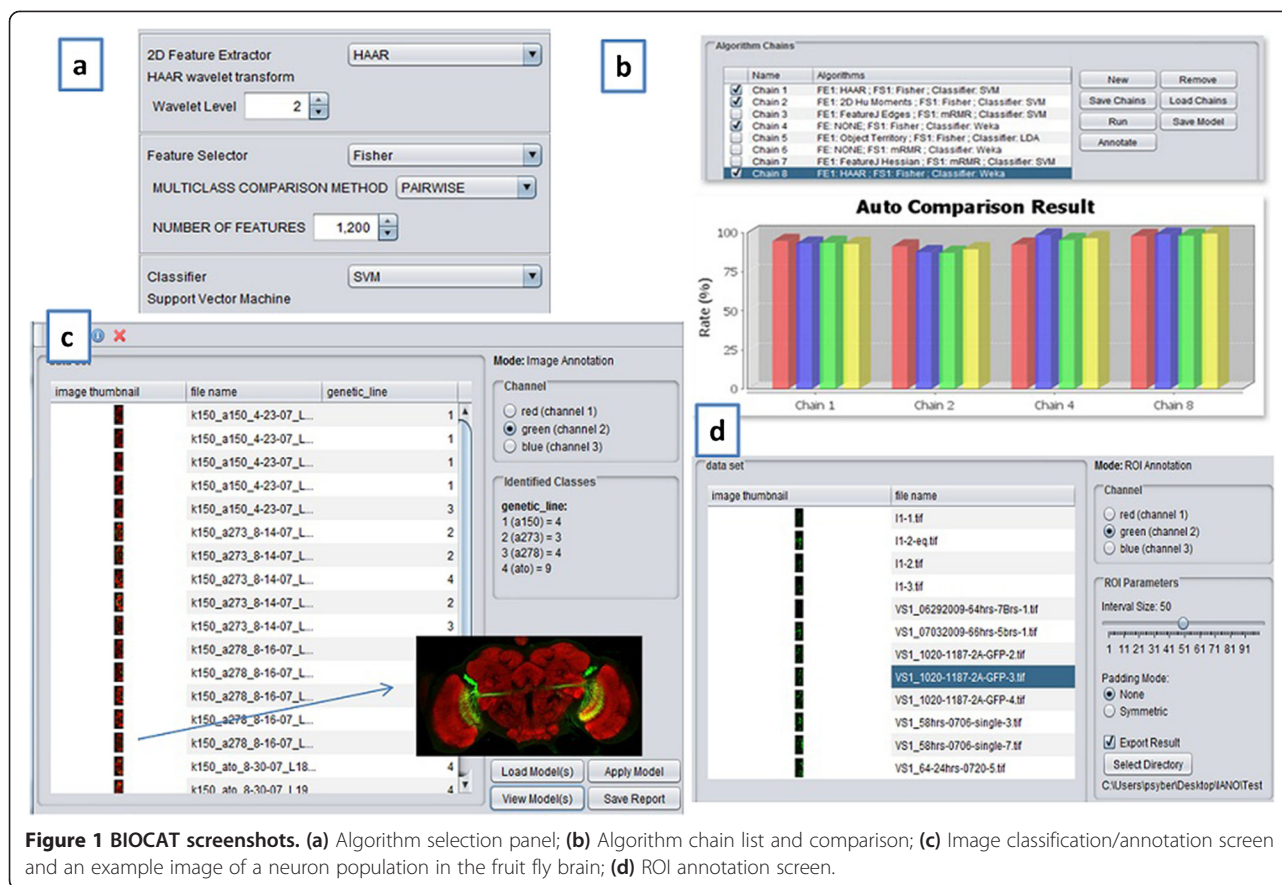 a
2D Feature Extractor HAAR
HAAR wavelet transform
Wavelet Level 2
Feature Selector Fisher
MULTICLASS COMPARISON METHOD PAIRWISE
NUMBER OF FEATURES 1,200
Classifier SVM
Support Vector Machine
b
Algorithm Chains
Name Algorithms
Chain 1 FE1: HAAR ; FS1: Fisher ; Classifier: SVM
Chain 2 FE1: 2D Hu Moments ; FS1: Fisher ; Classifier: SVM
Chain 3 FE1: FeatureJ Edges ; FS1: mRMR ; Classifier: SVM
Chain 4 FE: NONE; FS1: Fisher ; Classifier: Weka
Chain 5 FE1: Object Territory ; FS1: Fisher ; Classifier: LDA
Chain 6 FE: NONE; FS1: mRMR ; Classifier: Weka
Chain 7 FE1: FeatureJ Hessian ; FS1: mRMR ; Classifier: SVM
Chain 8 FE1: HAAR ; FS1: Fisher ; Classifier: Weka
New Remove
Save Chains Load Chains
Run Save Model
Annotate
Auto Comparison Result
Rate (%)
100
75
50
25
0
Chain 1 Chain 2 Chain 4 Chain 8
c
image thumbnail file name genetic_line
k150_a150_4-23-07_L... 1
k150_a150_4-23-07_L... 1
k150_a150_4-23-07_L... 1
k150_a150_4-23-07_L... 1
k150_a150_4-23-07_L... 3
k150_a273_8-14-07_L... 2
k150_a273_8-14-07_L... 2
k150_a273_8-14-07_L... 4
k150_a273_8-14-07_L... 2
k150_a273_8-14-07_L... 3
k150_a278_8-16-07_L...
k150_a278_8-16-07_L...
k150_a278_8-16-07_L...
k150_a278_8-16-07_L...
k150_a278_8-16-07_L...
k150_ato_8-30-07_L18... 4
k150_ato_8-30-07_L19 4
Mode: Image Annotation
Channel
red (channel 1)
green (channel 2)
blue (channel 3)
Identified Classes
genetic_line:
1 (a150) = 4
2 (a273) = 3
3 (a278) = 4
4 (ato) = 9
Load Model(s) Apply Model
View Model(s) Save Report
d
data set
image thumbnail file name
I1-1.tif
I1-2-eq.tif
I1-2.tif
I1-3.tif
VS1_06292009-64hrs-7Brs-1.tif
VS1_07032009-66hrs-5brs-1.tif
VS1_1020-1187-2A-GFP-2.tif
VS1_1020-1187-2A-GFP-3.tif
VS1_1020-1187-2A-GFP-4.tif
VS1_58hrs-0706-single-3.tif
VS1_58hrs-0706-single-7.tif
VS1_64-24hrs-0720-5.tif
Mode: ROI Annotation
Channel
red (channel 1)
green (channel 2)
blue (channel 3)
ROI Parameters
Interval Size: 50
1 11 21 31 41 51 61 71 81 91
Padding Mode:
None
Symmetric
Export Result
Select Directory
C:\Users\psyber\Desktop\IANO\Test
Figure 1 BIOCAT screenshots. (a) Algorithm selection panel; (b) Algorithm chain list and comparison; (c) Image classification/annotation screen
and an example image of a neuron population in the fruit fly brain; (d) ROI annotation screen.